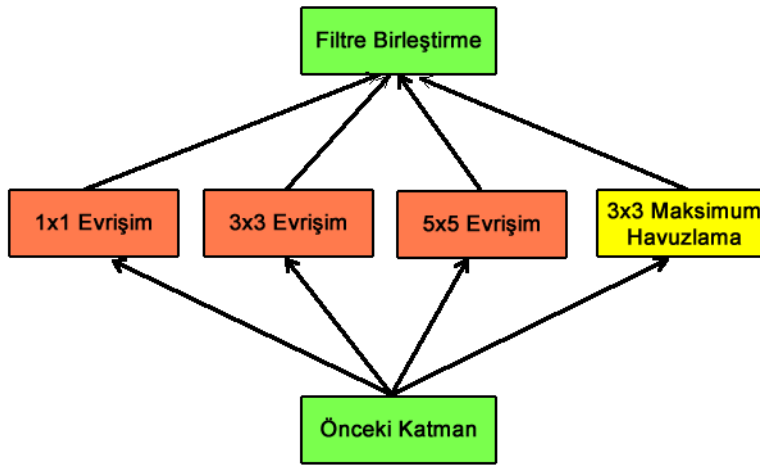 Filtre Birleştirme
1x1 Evrişim
3x3 Evrişim
5x5 Evrişim
3x3 Maksimum
Havuzlama
Önceki Katman